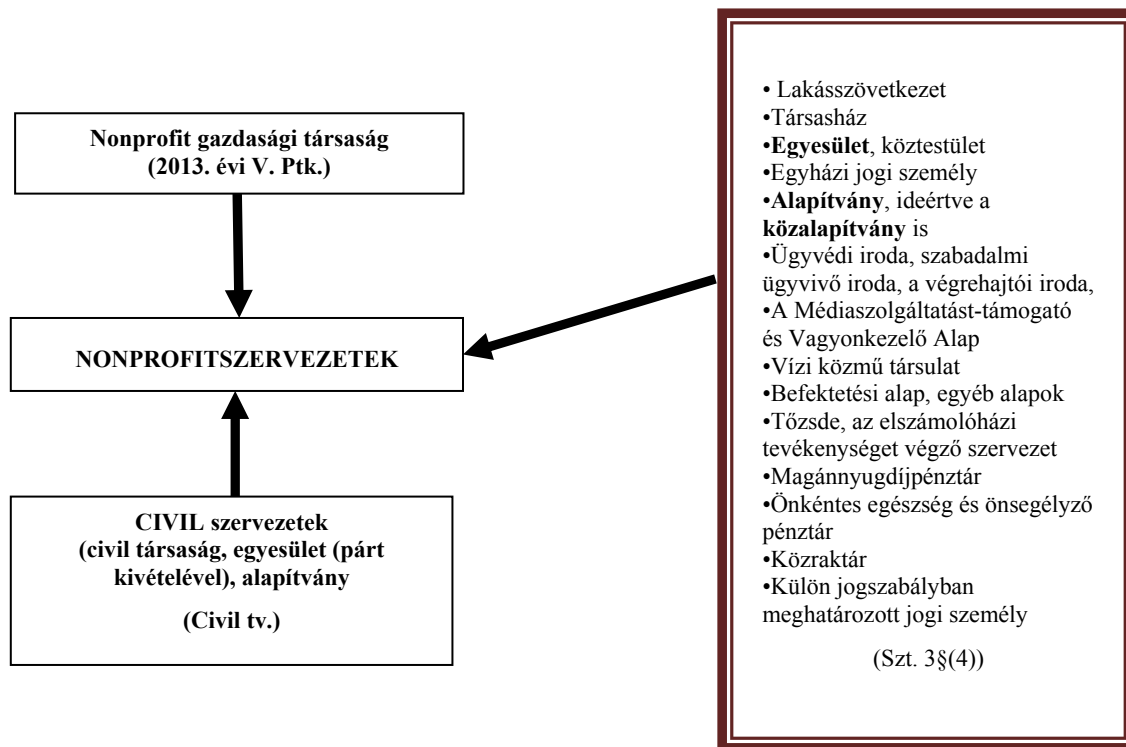 Nonprofit gazdasági társaság
(2013. évi V. Ptk.)
NONPROFITSZERVEZETEK
CIVIL szervezetek
(civil társaság, egyesület (párt
kivételével), alapítvány
(Civil tv.)
• Lakásszövetkezet
•Társasház
•Egyesület, köztestület
•Egyházi jogi személy
•Alapítvány, ideértve a
közalapítvány is
•Ügyvédi iroda, szabadalmi
ügyvivő iroda, a végrehajtói iroda,
•A Médiaszolgáltatást-támogató
és Vagyonkezelő Alap
•Vízi közmű társulat
•Befektetési alap, egyéb alapok
•Tőzsde, az elszámolóházi
tevékenységet végző szervezet
•Magánnyugdíjpénztár
•Önkéntes egészség és önsegélyző
pénztár
•Közraktár
•Külön jogszabályban
meghatározott jogi személy
(Szt. 3§(4))